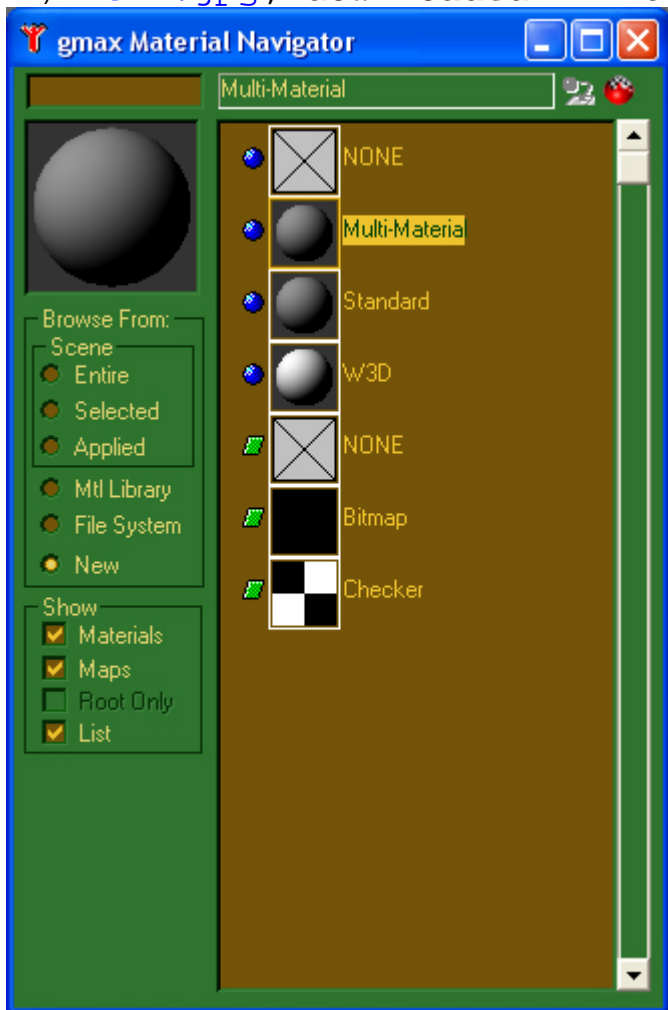 gmax Material Navigator
Multi-Material
NONE
Multi-Material
Standard
W3D
NONE
Bitmap
Checker
Browse From:
Scene
Entire
Selected
Applied
Mtl Library
File System
New
Show
Materials
Maps
Root Only
List